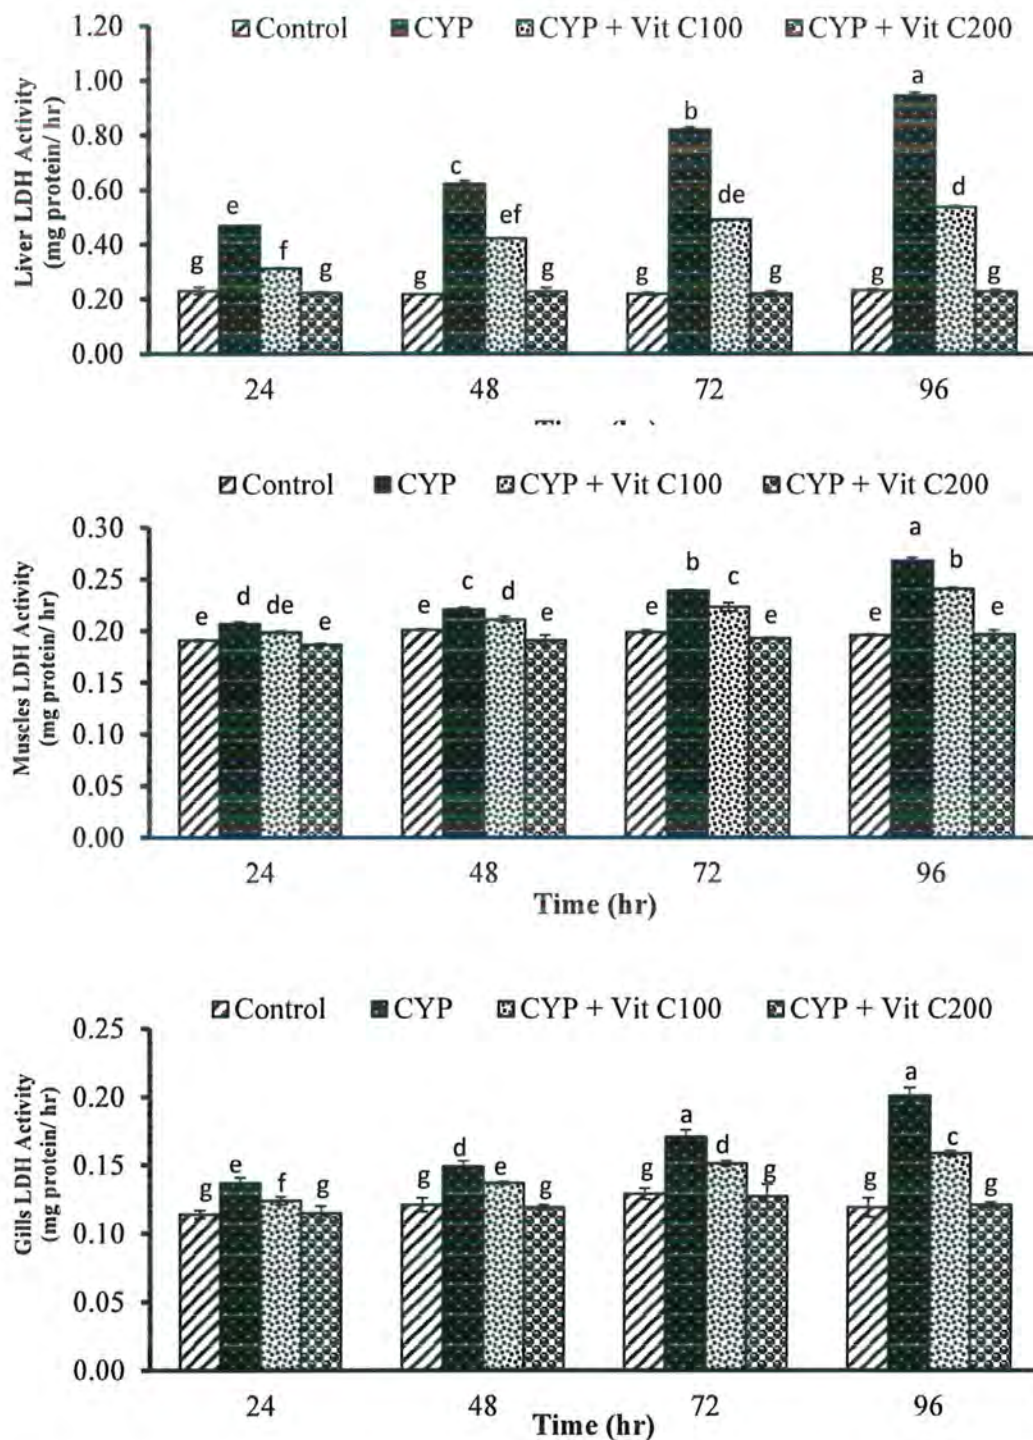 Control CYP CYP + Vit C100 CYP + Vit C200
Liver LDH Activity
(mg protein/ hr)
1.20
1.00
0.80
0.60
0.40
0.20
0.00
g e f g
g c ef g
g b de g
g a d g
24 48 72 96
Control CYP CYP + Vit C100 CYP + Vit C200
Muscles LDH Activity
(mg protein/ hr)
0.30
0.25
0.20
0.15
0.10
0.05
0.00
e d de e
e c d e
e b c e
e a b e
24 48 72 96
Time (hr)
Control CYP CYP + Vit C100 CYP + Vit C200
Gills LDH Activity
(mg protein/ hr)
0.25
0.20
0.15
0.10
0.05
0.00
g e f g
g d e g
g a d g
g a c g
24 48 72 96
Time (hr)